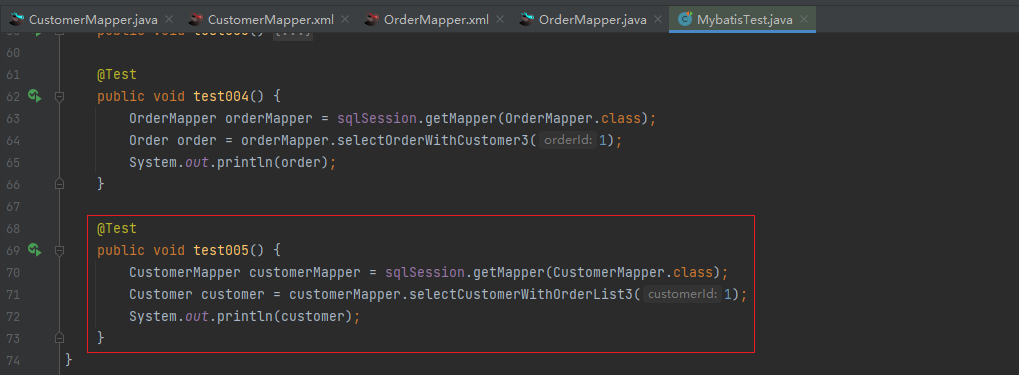 CustomerMapper.java × CustomerMapper.xml × OrderMapper.xml × OrderMapper.java × MybatisTest.java ×
60
61 @Test
62 public void test004() {
63 OrderMapper orderMapper = sqlSession.getMapper(OrderMapper.class);
64 Order order = orderMapper.selectOrderWithCustomer3( orderId: 1);
65 System.out.println(order);
66 }
67
68 @Test
69 public void test005() {
70 CustomerMapper customerMapper = sqlSession.getMapper(CustomerMapper.class);
71 Customer customer = customerMapper.selectCustomerWithOrderList3( customerId: 1);
72 System.out.println(customer);
73 }
74 }